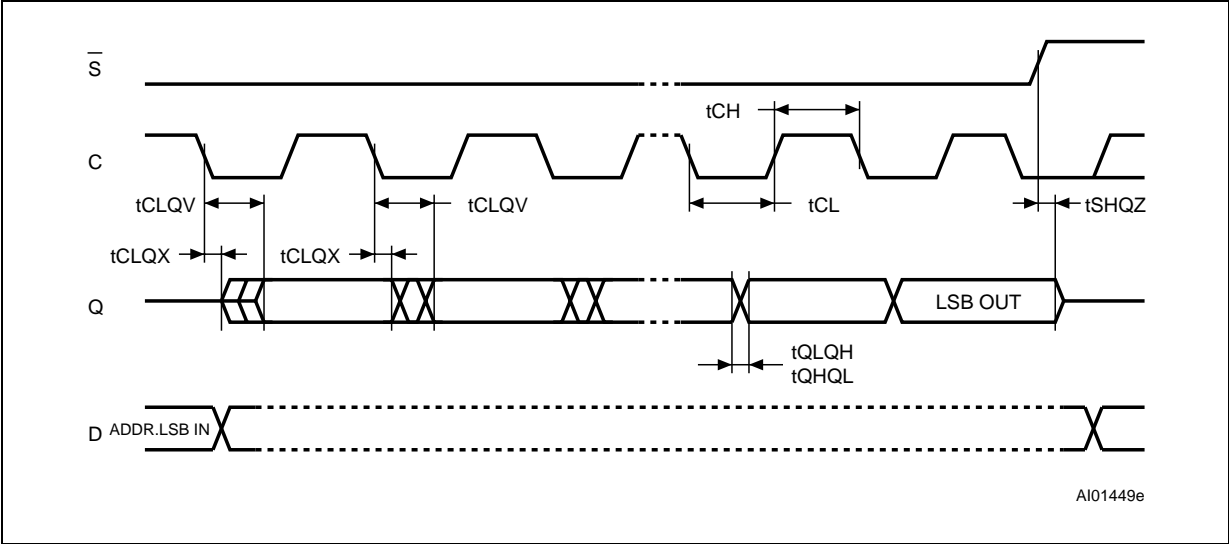 S
tCH
C
tCLQV
tCLQV
tCL
tSHQZ
tCLQX
tCLQX
Q
LSB OUT
tQLQH
tQHQL
D
ADDR.LSB IN
AI01449e